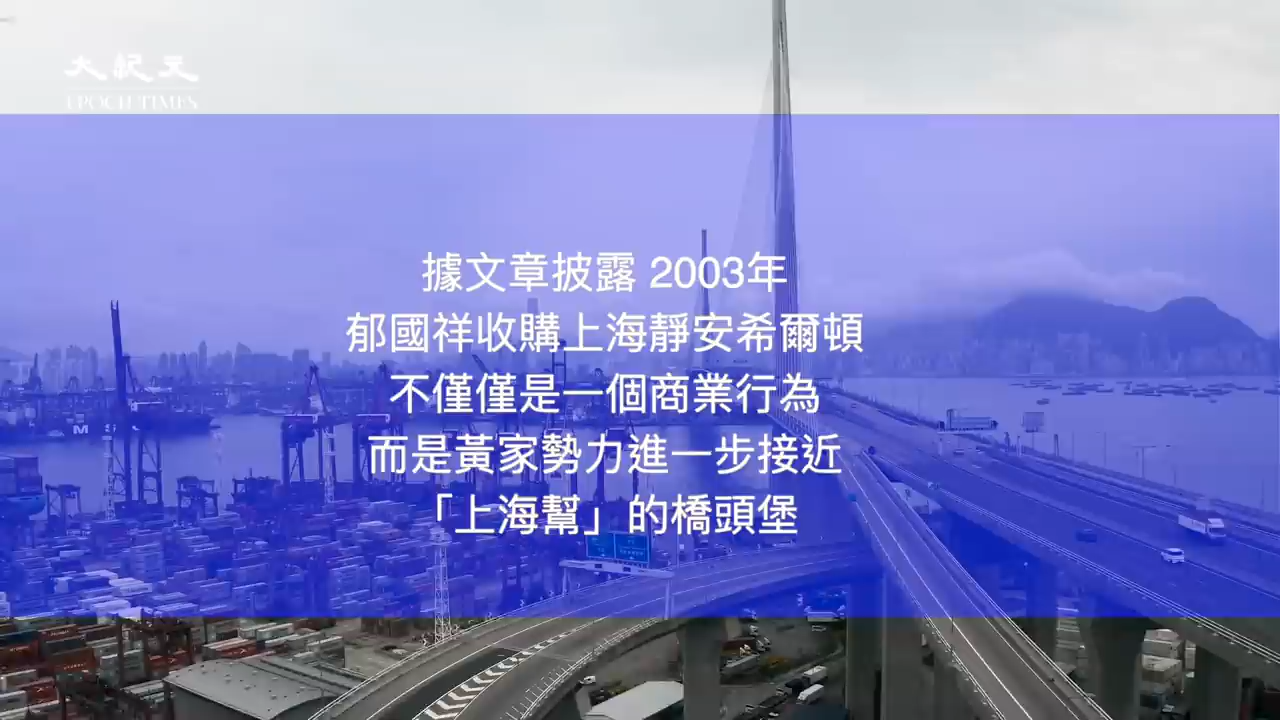 大紀元
EPOCH TIMES
據文章披露 2003年
郁國祥收購上海靜安希爾頓
不僅僅是一個商業行為
而是黃家勢力進一步接近
「上海幫」的橋頭堡
M S